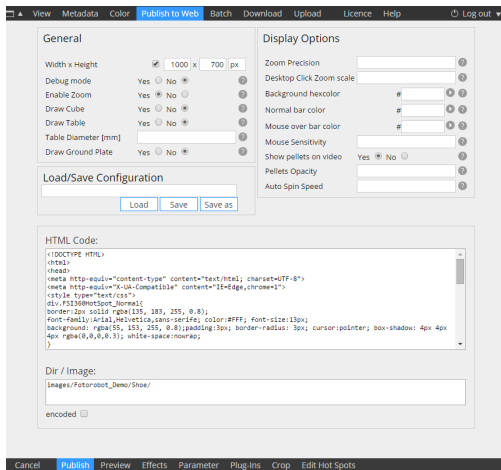 View Metadata Color Publish to Web Batch Download Upload Licence Help Log out
General
Width x Height 1000 x 700 px
Debug mode Yes No ?
Enable Zoom Yes No ?
Draw Cube Yes No ?
Draw Table Yes No ?
Table Diameter [mm] ?
Draw Ground Plate Yes No ?
Load/Save Configuration
Load Save Save as
Display Options
Zoom Precision ?
Desktop Click Zoom scale ?
Background hexcolor # ?
Normal bar color # ?
Mouse over bar color # ?
Mouse Sensitivity ?
Show pellets on video Yes No ?
Pellets Opacity ?
Auto Spin Speed ?
HTML Code:
<!DOCTYPE HTML>
<html>
<head>
<meta http-equiv="content-type" content="text/html; charset=UTF-8">
<meta http-equiv="X-UA-Compatible" content="IE=Edge,chrome=1">
<style type="text/css">
div.FSI360HotSpot_Normal{
border:2px solid rgba(135, 183, 255, 0.8);
font-family:Arial,Helvetica,sans-serife; color:#FFF; font-size:13px;
background: rgba(55, 153, 255, 0.8);padding:3px; border-radius: 3px; cursor:pointer; box-shadow: 4px 4px
4px rgba(0,0,0,0.3); white-space:nowrap;
}
Dir / Image:
images/Fotorobot_Demo/Shoe/
encoded
Cancel Publish Preview Effects Parameter Plug-Ins Crop Edit Hot Spots